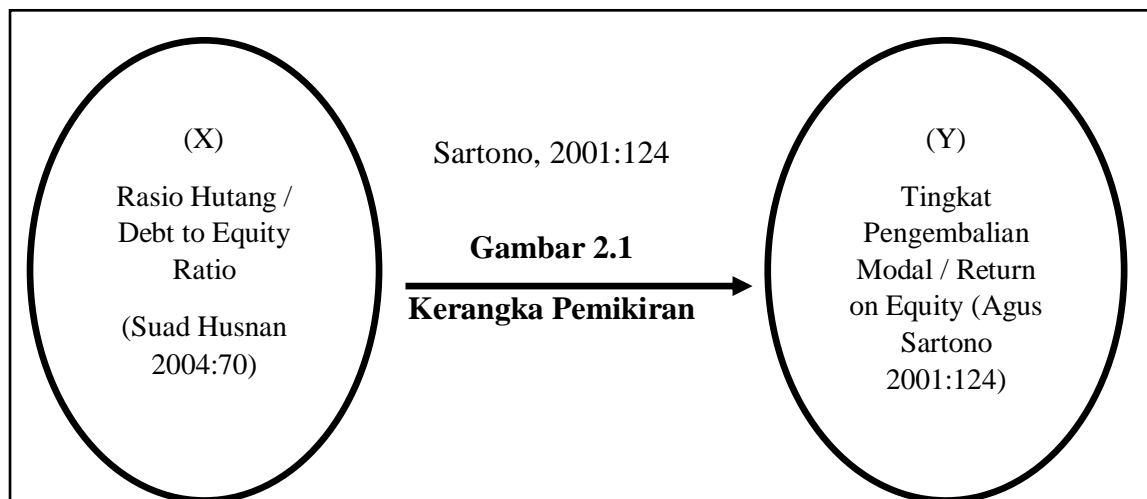 (X)
Rasio Hutang /
Debt to Equity
Ratio
(Suad Husnan
2004:70)
Sartono, 2001:124
Gambar 2.1
Kerangka Pemikiran
(Y)
Tingkat
Pengembalian
Modal / Return
on Equity (Agus
Sartono
2001:124)